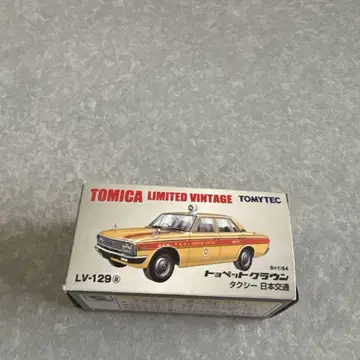 TOMICA LIMITED VINTAGE TOMYTEC
S=1/64
LV-129 a トヨペットクラウン
タクシー 日本交通